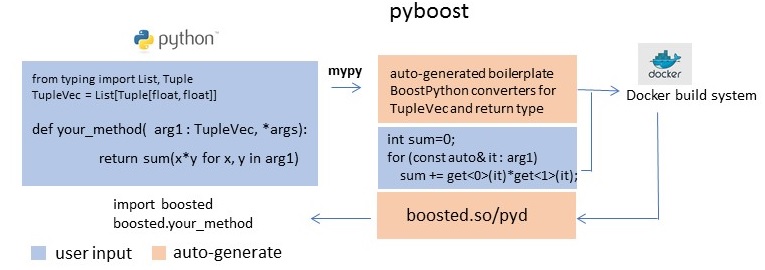 pyboost
python™
from typing import List, Tuple
TupleVec = List[Tuple[float,float]]
def your_method( arg1 : TupleVec, *args):
return sum(x*y for x, y in arg1)
mypy
auto-generated boilerplate
BoostPython converters for
TupleVec and return type
int sum=0;
for (const auto& it : arg1)
sum += get<0>(it)*get<1>(it);
docker
Docker build system
import boosted
boosted.your_method
boosted.so/pyd
user input
auto-generate